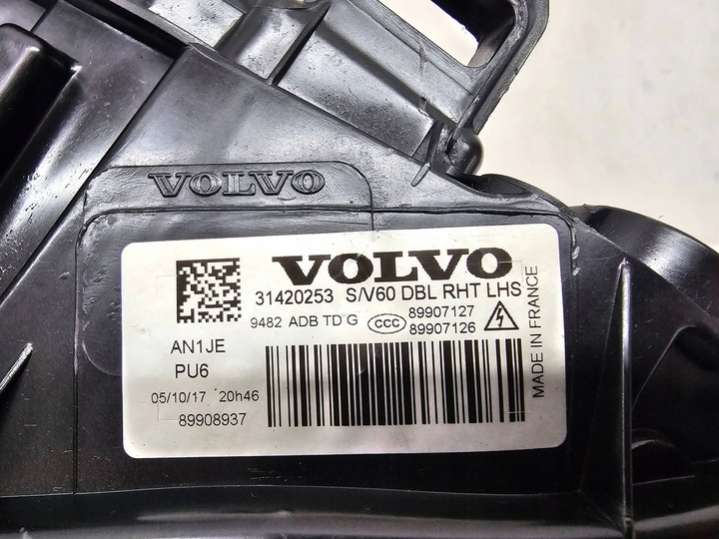 VOLVO
VOLVO
31420253 S/V60 DBL RHT LHS
9482 ADB TD G CCC 89907127
89907126
AN1JE
PU6
05/10/17 20h46
89908937
MADE IN FRANCE